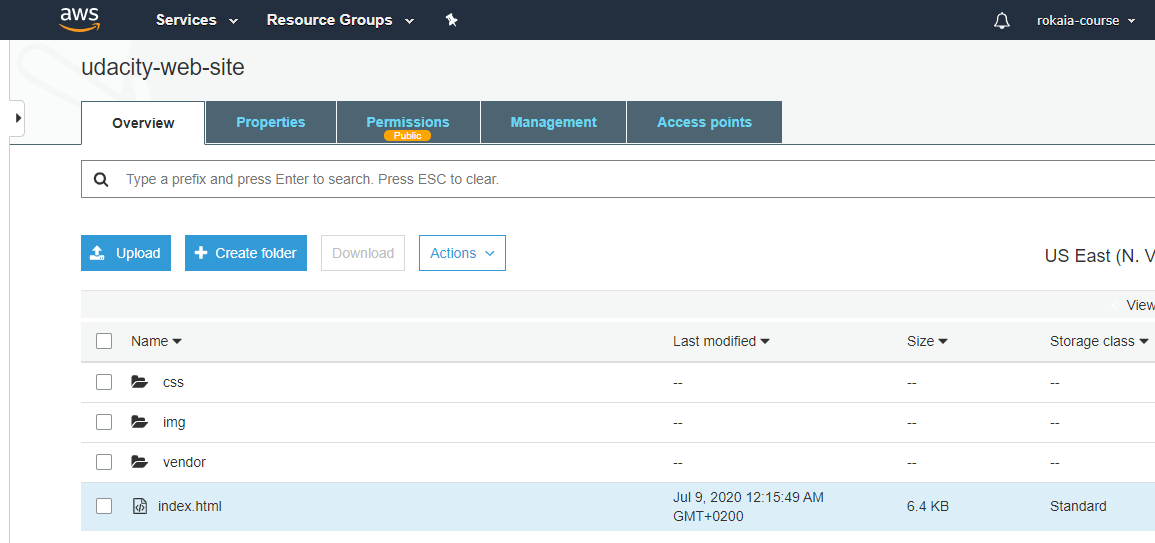 aws Services Resource Groups rokaia-course
udacity-web-site
Overview Properties Permissions Management Access points
Public
Type a prefix and press Enter to search. Press ESC to clear.
Upload Create folder Download Actions
US East (N. V
View
Name Last modified Size Storage class
css -- -- --
img -- -- --
vendor -- -- --
index.html Jul 9, 2020 12:15:49 AM 6.4 KB Standard
GMT+0200